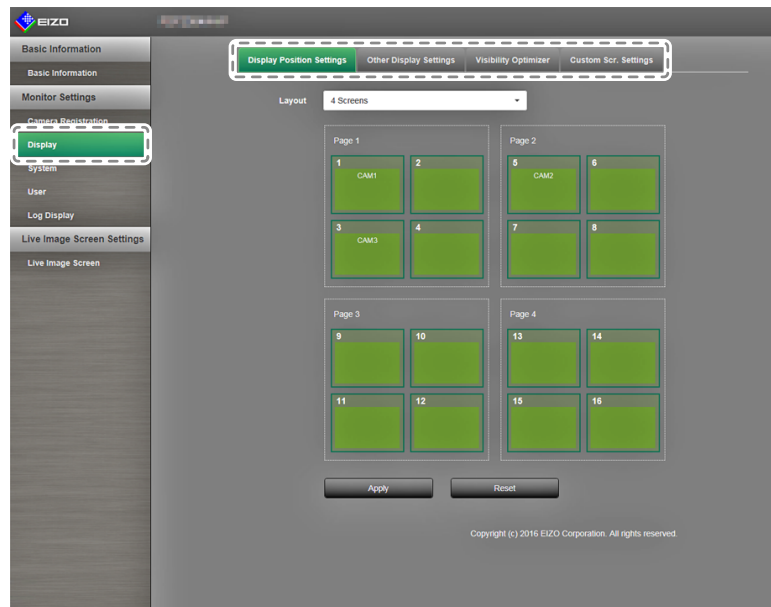 EIZO
Basic Information
Basic Information
Monitor Settings
Camera Registration
Display
System
User
Log Display
Live Image Screen Settings
Live Image Screen
Display Position Settings Other Display Settings Visibility Optimizer Custom Scr. Settings
Layout 4 Screens
Page 1
1 2
CAM1
3 4
CAM3
Page 2
5 6
CAM2
7 8
Page 3
9 10
11 12
Page 4
13 14
15 16
Apply Reset
Copyright (c) 2016 EIZO Corporation. All rights reserved.